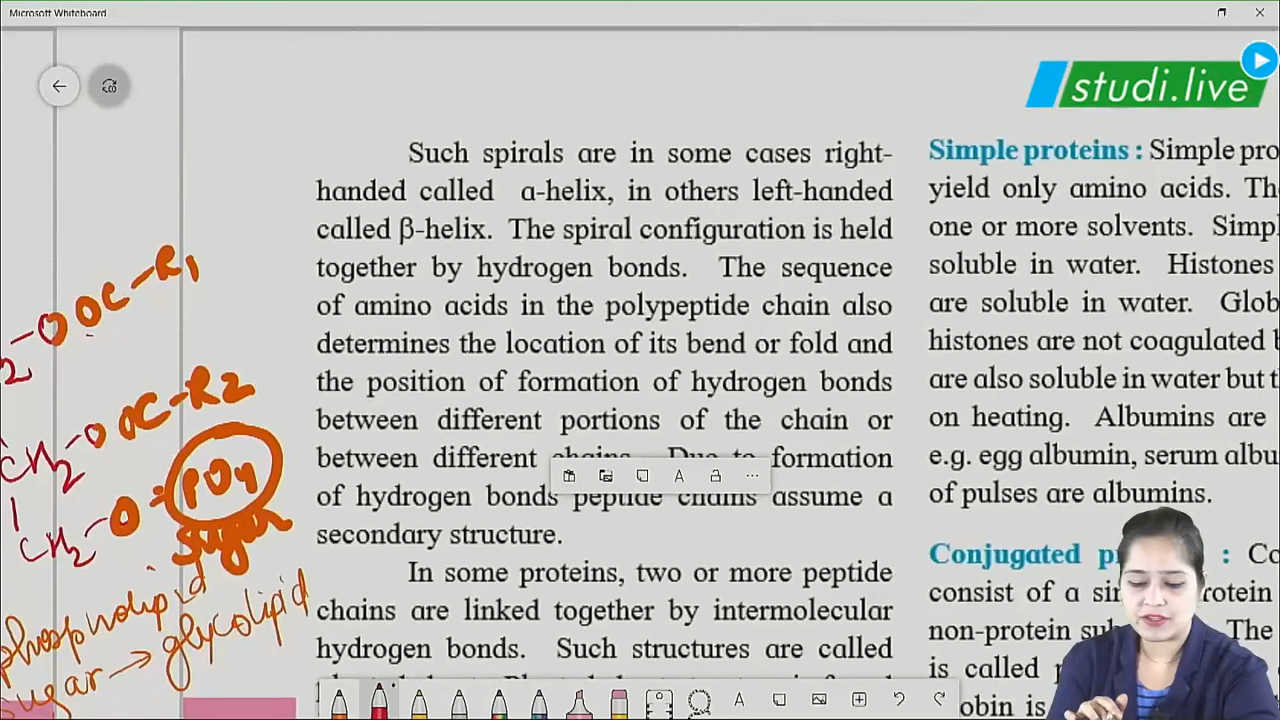 Microsoft Whiteboard
studi.live
2-OOC-R1
CH2-OOC-R2
CH2-O-PO4
sugar
phospholipid
sugar → glycolipid
Such spirals are in some cases right-
handed called α-helix, in others left-handed
called β-helix. The spiral configuration is held
together by hydrogen bonds. The sequence
of amino acids in the polypeptide chain also
determines the location of its bend or fold and
the position of formation of hydrogen bonds
between different portions of the chain or
between different chains. Due to formation
of hydrogen bonds peptide chains assume a
secondary structure.
In some proteins, two or more peptide
chains are linked together by intermolecular
hydrogen bonds. Such structures are called
Simple proteins : Simple pro
yield only amino acids. Th
one or more solvents. Simp
soluble in water. Histones
are soluble in water. Glob
histones are not coagulated b
are also soluble in water but t
on heating. Albumins are
e.g. egg albumin, serum albu
of pulses are albumins.
Conjugated p : Co
consist of a sim rotein
non-protein sub The
is called p
obin is